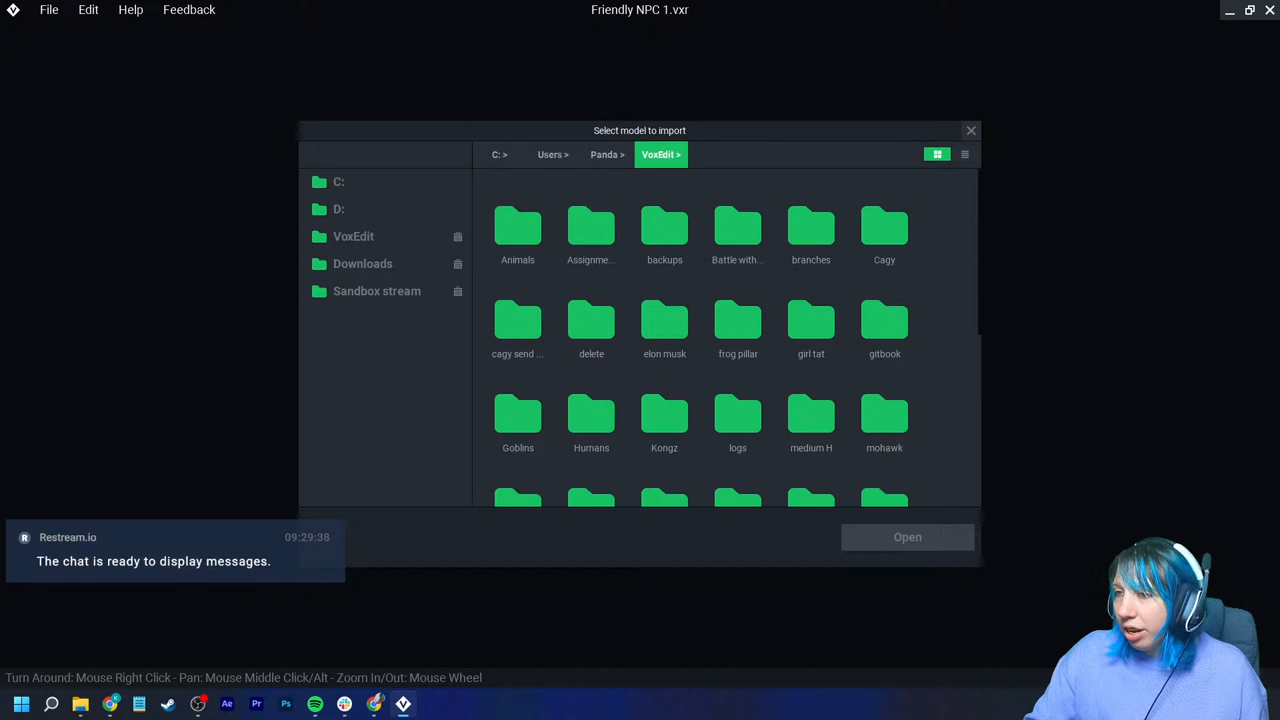 File Edit Help Feedback
Friendly NPC 1.vxr
Select model to import
C: > Users > Panda > VoxEdit >
C:
D:
VoxEdit
Downloads
Sandbox stream
Animals Assignme... backups Battle with... branches Cagy
cagy send ... delete elon musk frog pillar girl tat gitbook
Goblins Humans Kongz logs medium H mohawk
Open
R Restream.io 09:29:38
The chat is ready to display messages.
Turn Around: Mouse Right Click - Pan: Mouse Middle Click/Alt - Zoom In/Out: Mouse Wheel
Ae Pr Ps